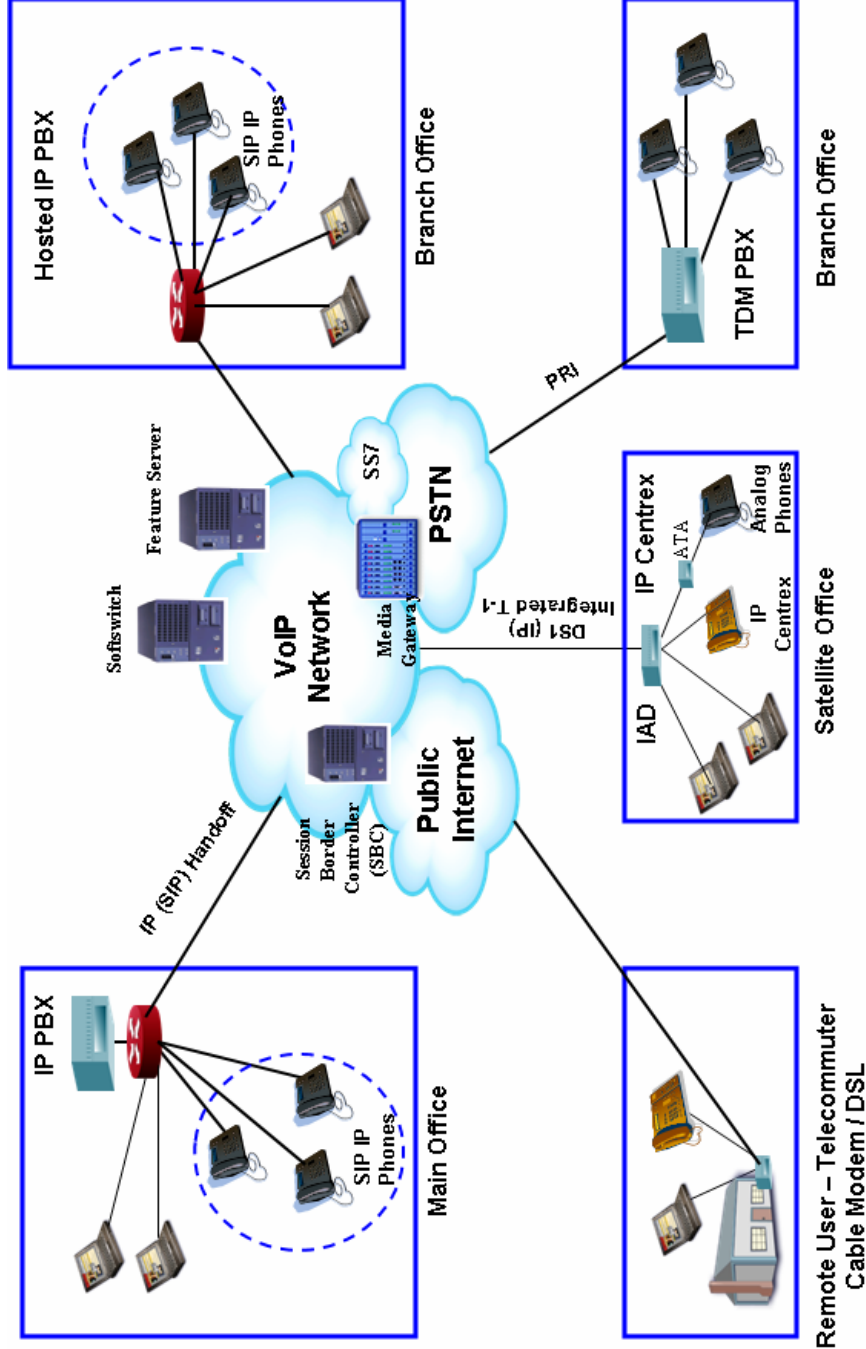 IP PBX
SIP IP
Phones
Main Office
IP (SIP) Handoff
Softswitch
Feature Server
VoIP
Network
Session
Border
Controller
(SBC)
Media
Gateway
SS7
PSTN
Public
Internet
Hosted IP PBX
SIP IP
Phones
Branch Office
Remote User – Telecommuter
Cable Modem / DSL
DS1 (IP)
Integrated T-1
IAD
IP Centrex
ATA
IP
Centrex
Analog
Phones
Satellite Office
PRI
TDM PBX
Branch Office